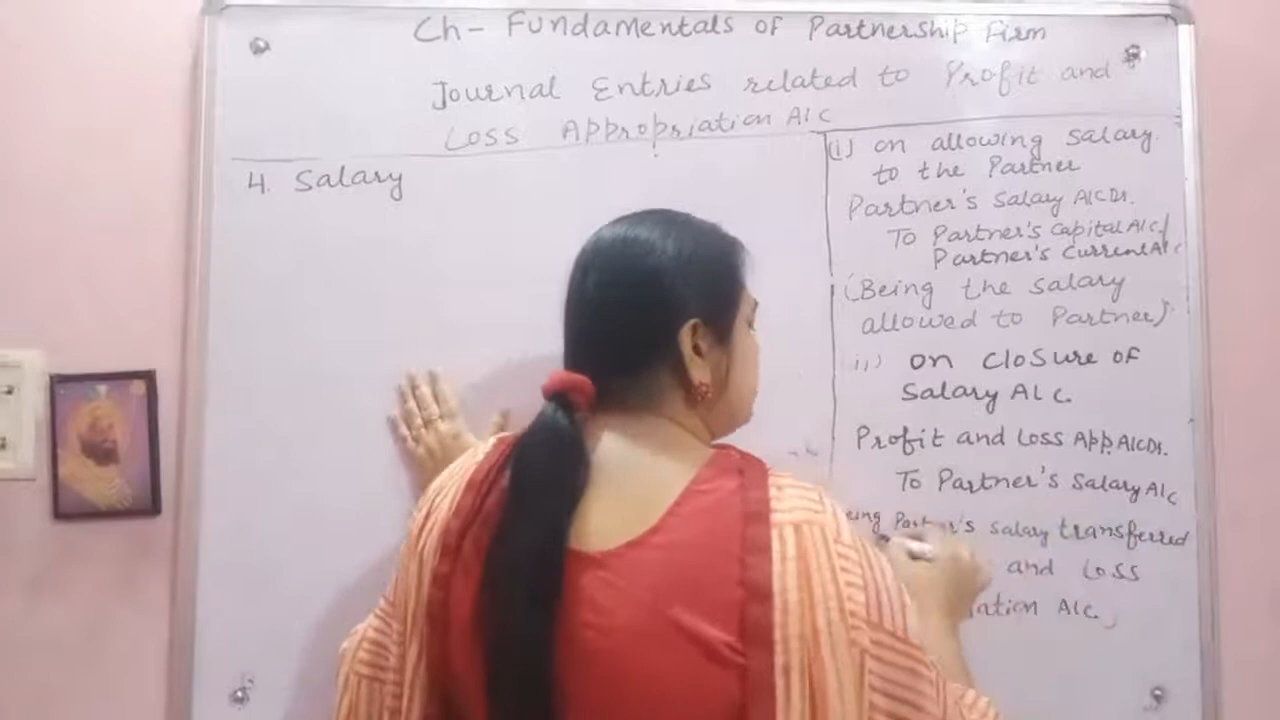 Ch- Fundamentals of Partnership Firm
Journal Entries related to Profit and
Loss Appropriation A/C
4. Salary
(i) on allowing salary
to the Partner
Partner's Salary A/C Dr.
To Partner's Capital A/C /
Partner's Current A/C
(Being the salary
allowed to Partner)
ii) on closure of
Salary A/C.
Profit and Loss App. A/C Dr.
To Partner's Salary A/C
salary transferred
and Loss
A/C)